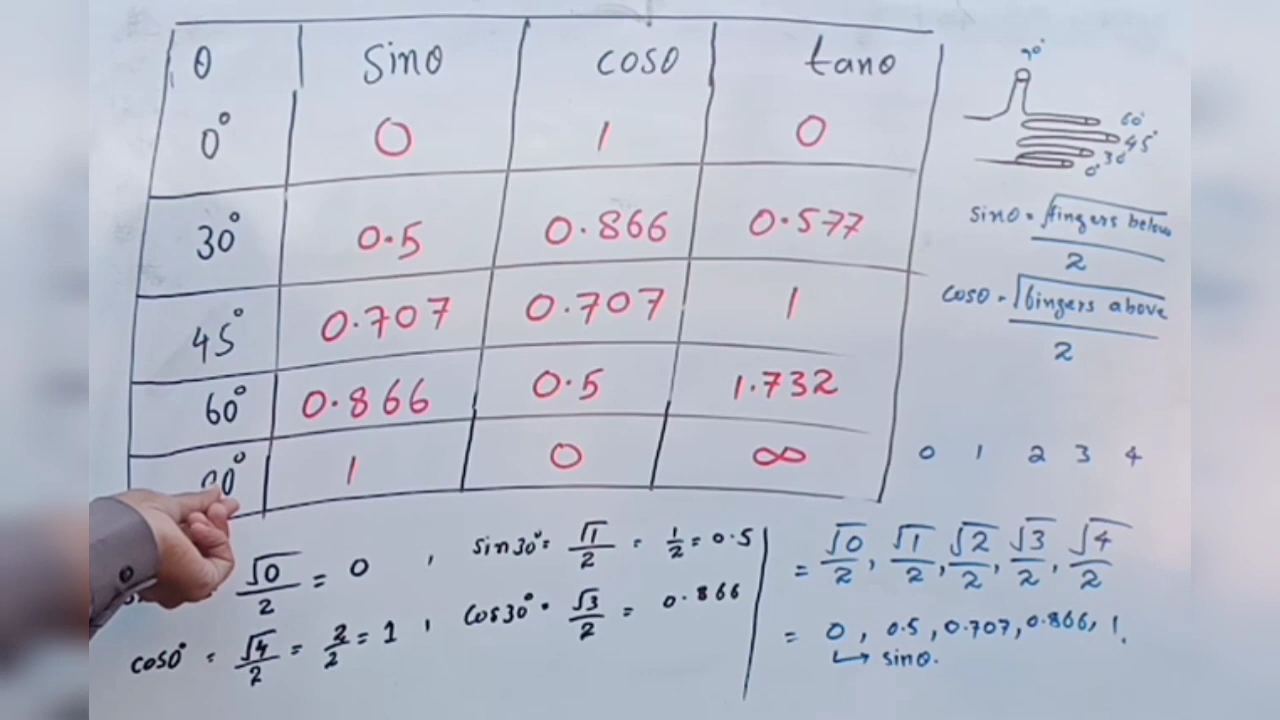 θ sinθ cosθ tanθ
0° 0 1 0
30° 0.5 0.866 0.577
45° 0.707 0.707 1
60° 0.866 0.5 1.732
90° 1 0 ∞
90°
60°
45°
30°
0°
sinθ = √fingers below / 2
cosθ = √fingers above / 2
0 1 2 3 4
√0/2 = 0 , sin30° = √1/2 = 1/2 = 0.5
cos0° = √4/2 = 2/2 = 1 , cos30° = √3/2 = 0.866
= √0/2, √1/2, √2/2, √3/2, √4/2
= 0, 0.5, 0.707, 0.866, 1.
↳ sinθ.